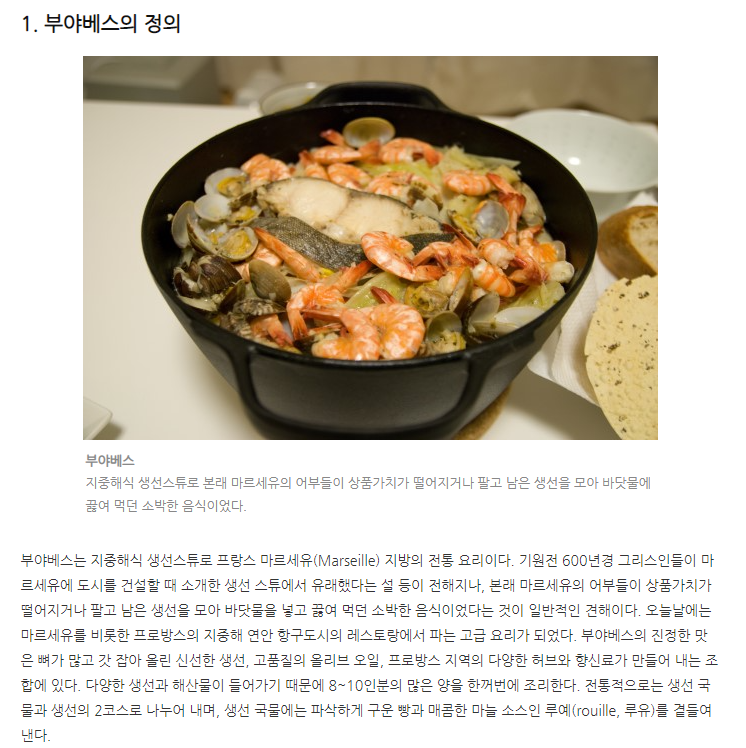 1. 부야베스의 정의
부야베스
지중해식 생선스튜로 본래 마르세유의 어부들이 상품가치가 떨어지거나 팔고 남은 생선을 모아 바닷물에
끓여 먹던 소박한 음식이었다.
부야베스는 지중해식 생선스튜로 프랑스 마르세유(Marseille) 지방의 전통 요리이다. 기원전 600년경 그리스인들이 마
르세유에 도시를 건설할 때 소개한 생선 스튜에서 유래했다는 설 등이 전해지나, 본래 마르세유의 어부들이 상품가치가
떨어지거나 팔고 남은 생선을 모아 바닷물을 넣고 끓여 먹던 소박한 음식이었다는 것이 일반적인 견해이다. 오늘날에는
마르세유를 비롯한 프로방스의 지중해 연안 항구도시의 레스토랑에서 파는 고급 요리가 되었다. 부야베스의 진정한 맛
은 뼈가 많고 갓 잡아 올린 신선한 생선, 고품질의 올리브 오일, 프로방스 지역의 다양한 허브와 향신료가 만들어 내는 조
합에 있다. 다양한 생선과 해산물이 들어가기 때문에 8~10인분의 많은 양을 한꺼번에 조리한다. 전통적으로는 생선 국
물과 생선의 2코스로 나누어 내며, 생선 국물에는 파삭하게 구운 빵과 매콤한 마늘 소스인 루예(rouille, 루유)를 곁들여
낸다.